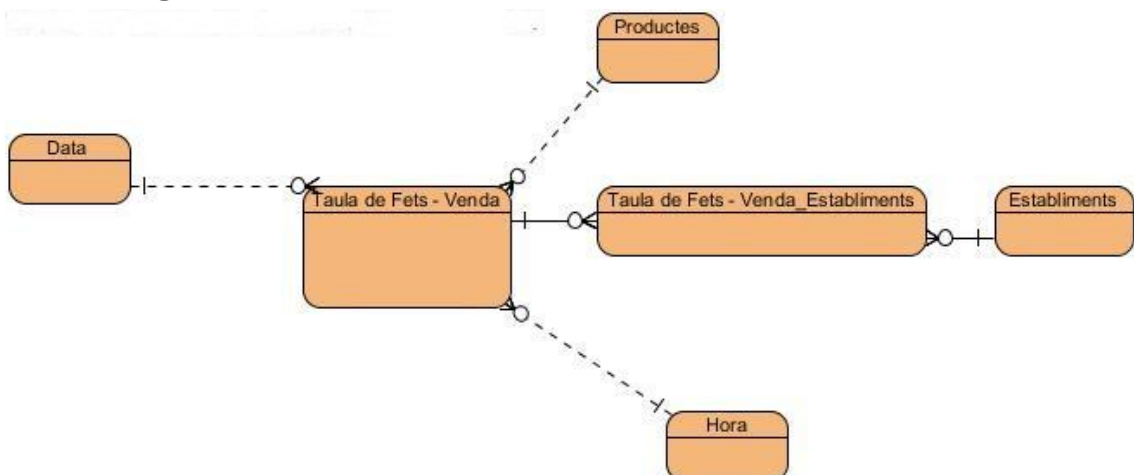 Productes
Data
Taula de Fets - Venda
Taula de Fets - Venda_Establiments
Establiments
Hora